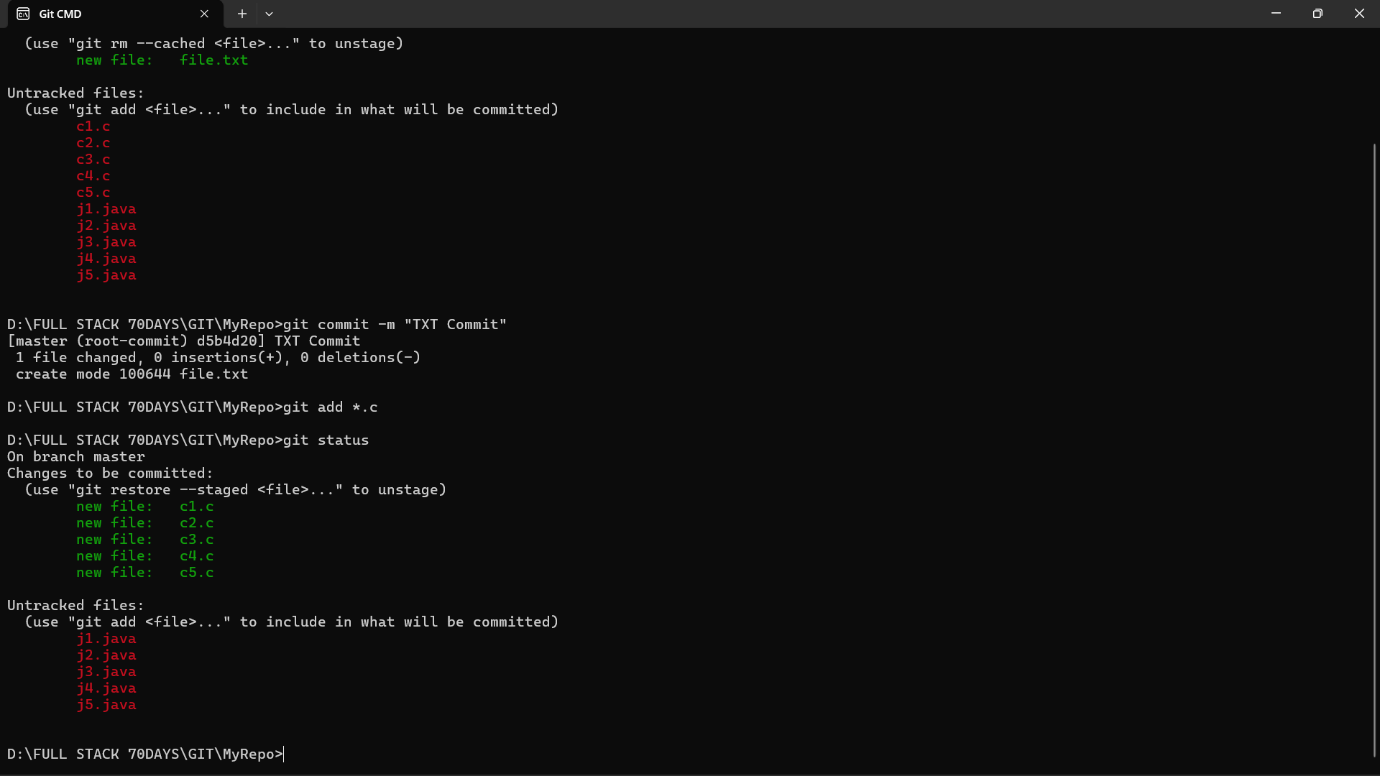 Git CMD
(use "git rm --cached <file>..." to unstage)
new file:   file.txt
Untracked files:
(use "git add <file>..." to include in what will be committed)
c1.c
c2.c
c3.c
c4.c
c5.c
j1.java
j2.java
j3.java
j4.java
j5.java
D:\FULL STACK 70DAYS\GIT\MyRepo>git commit -m "TXT Commit"
[master (root-commit) d5b4d20] TXT Commit
1 file changed, 0 insertions(+), 0 deletions(-)
create mode 100644 file.txt
D:\FULL STACK 70DAYS\GIT\MyRepo>git add *.c
D:\FULL STACK 70DAYS\GIT\MyRepo>git status
On branch master
Changes to be committed:
(use "git restore --staged <file>..." to unstage)
new file:   c1.c
new file:   c2.c
new file:   c3.c
new file:   c4.c
new file:   c5.c
Untracked files:
(use "git add <file>..." to include in what will be committed)
j1.java
j2.java
j3.java
j4.java
j5.java
D:\FULL STACK 70DAYS\GIT\MyRepo>